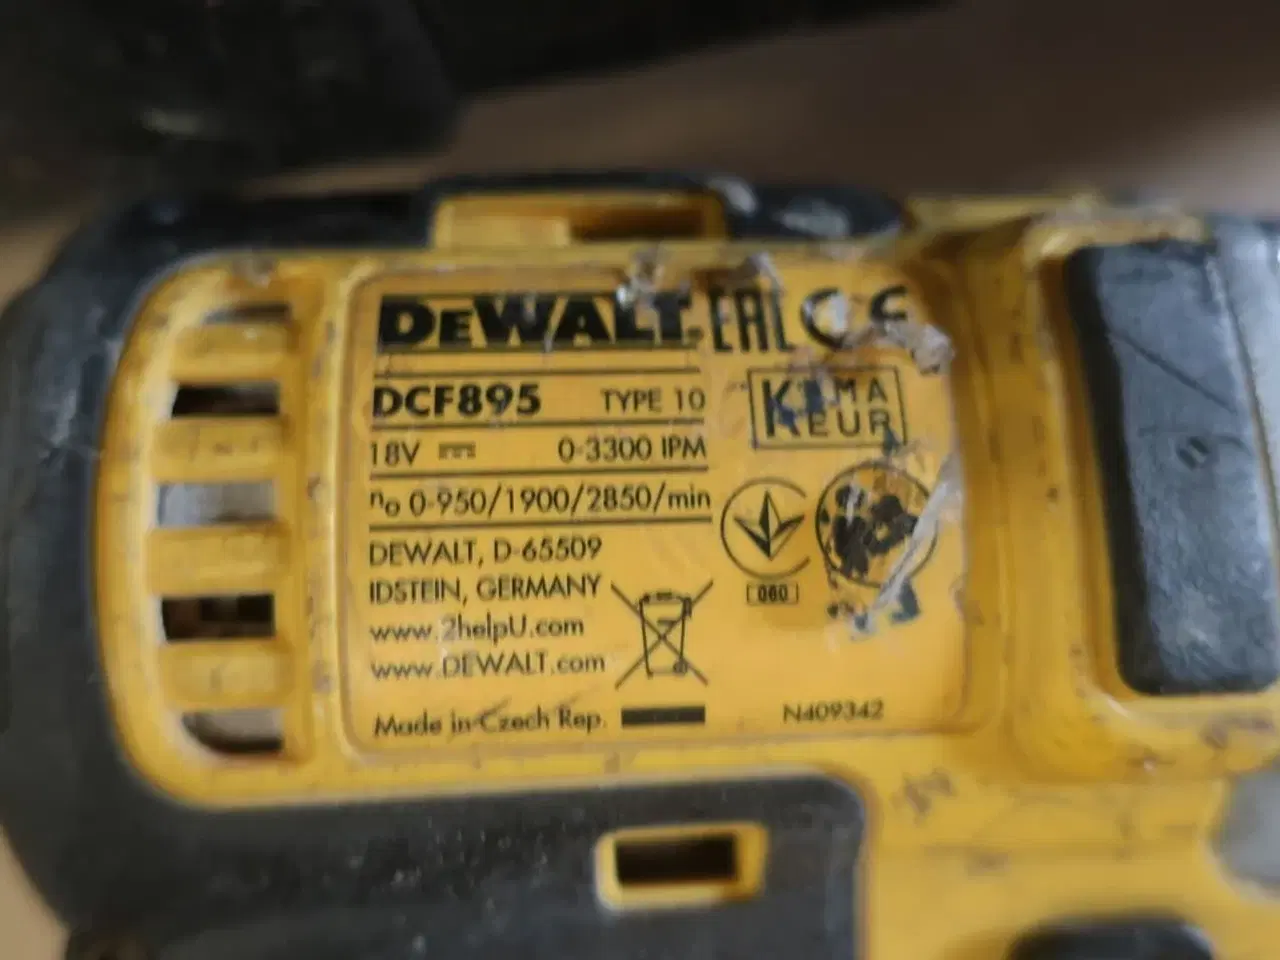 DEWALT EAC CE
DCF895 TYPE 10
KEMA
KEUR
18V 0-3300 IPM
n₀ 0-950/1900/2850/min
DEWALT, D-65509
IDSTEIN, GERMANY
www.2helpU.com
www.DEWALT.com
Made in Czech Rep.
N409342